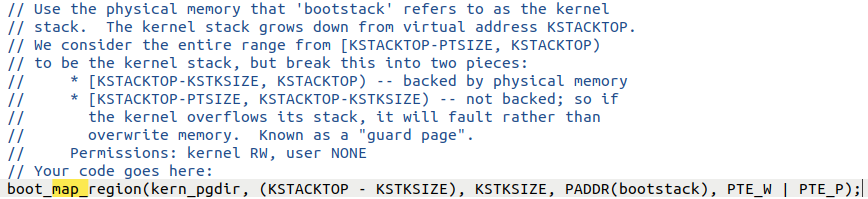 // Use the physical memory that 'bootstack' refers to as the kernel
// stack.  The kernel stack grows down from virtual address KSTACKTOP.
// We consider the entire range from [KSTACKTOP-PTSIZE, KSTACKTOP)
// to be the kernel stack, but break this into two pieces:
//     * [KSTACKTOP-KSTKSIZE, KSTACKTOP) -- backed by physical memory
//     * [KSTACKTOP-PTSIZE, KSTACKTOP-KSTKSIZE) -- not backed; so if
//       the kernel overflows its stack, it will fault rather than
//       overwrite memory.  Known as a "guard page".
//     Permissions: kernel RW, user NONE
// Your code goes here:
boot_map_region(kern_pgdir, (KSTACKTOP - KSTKSIZE), KSTKSIZE, PADDR(bootstack), PTE_W | PTE_P);